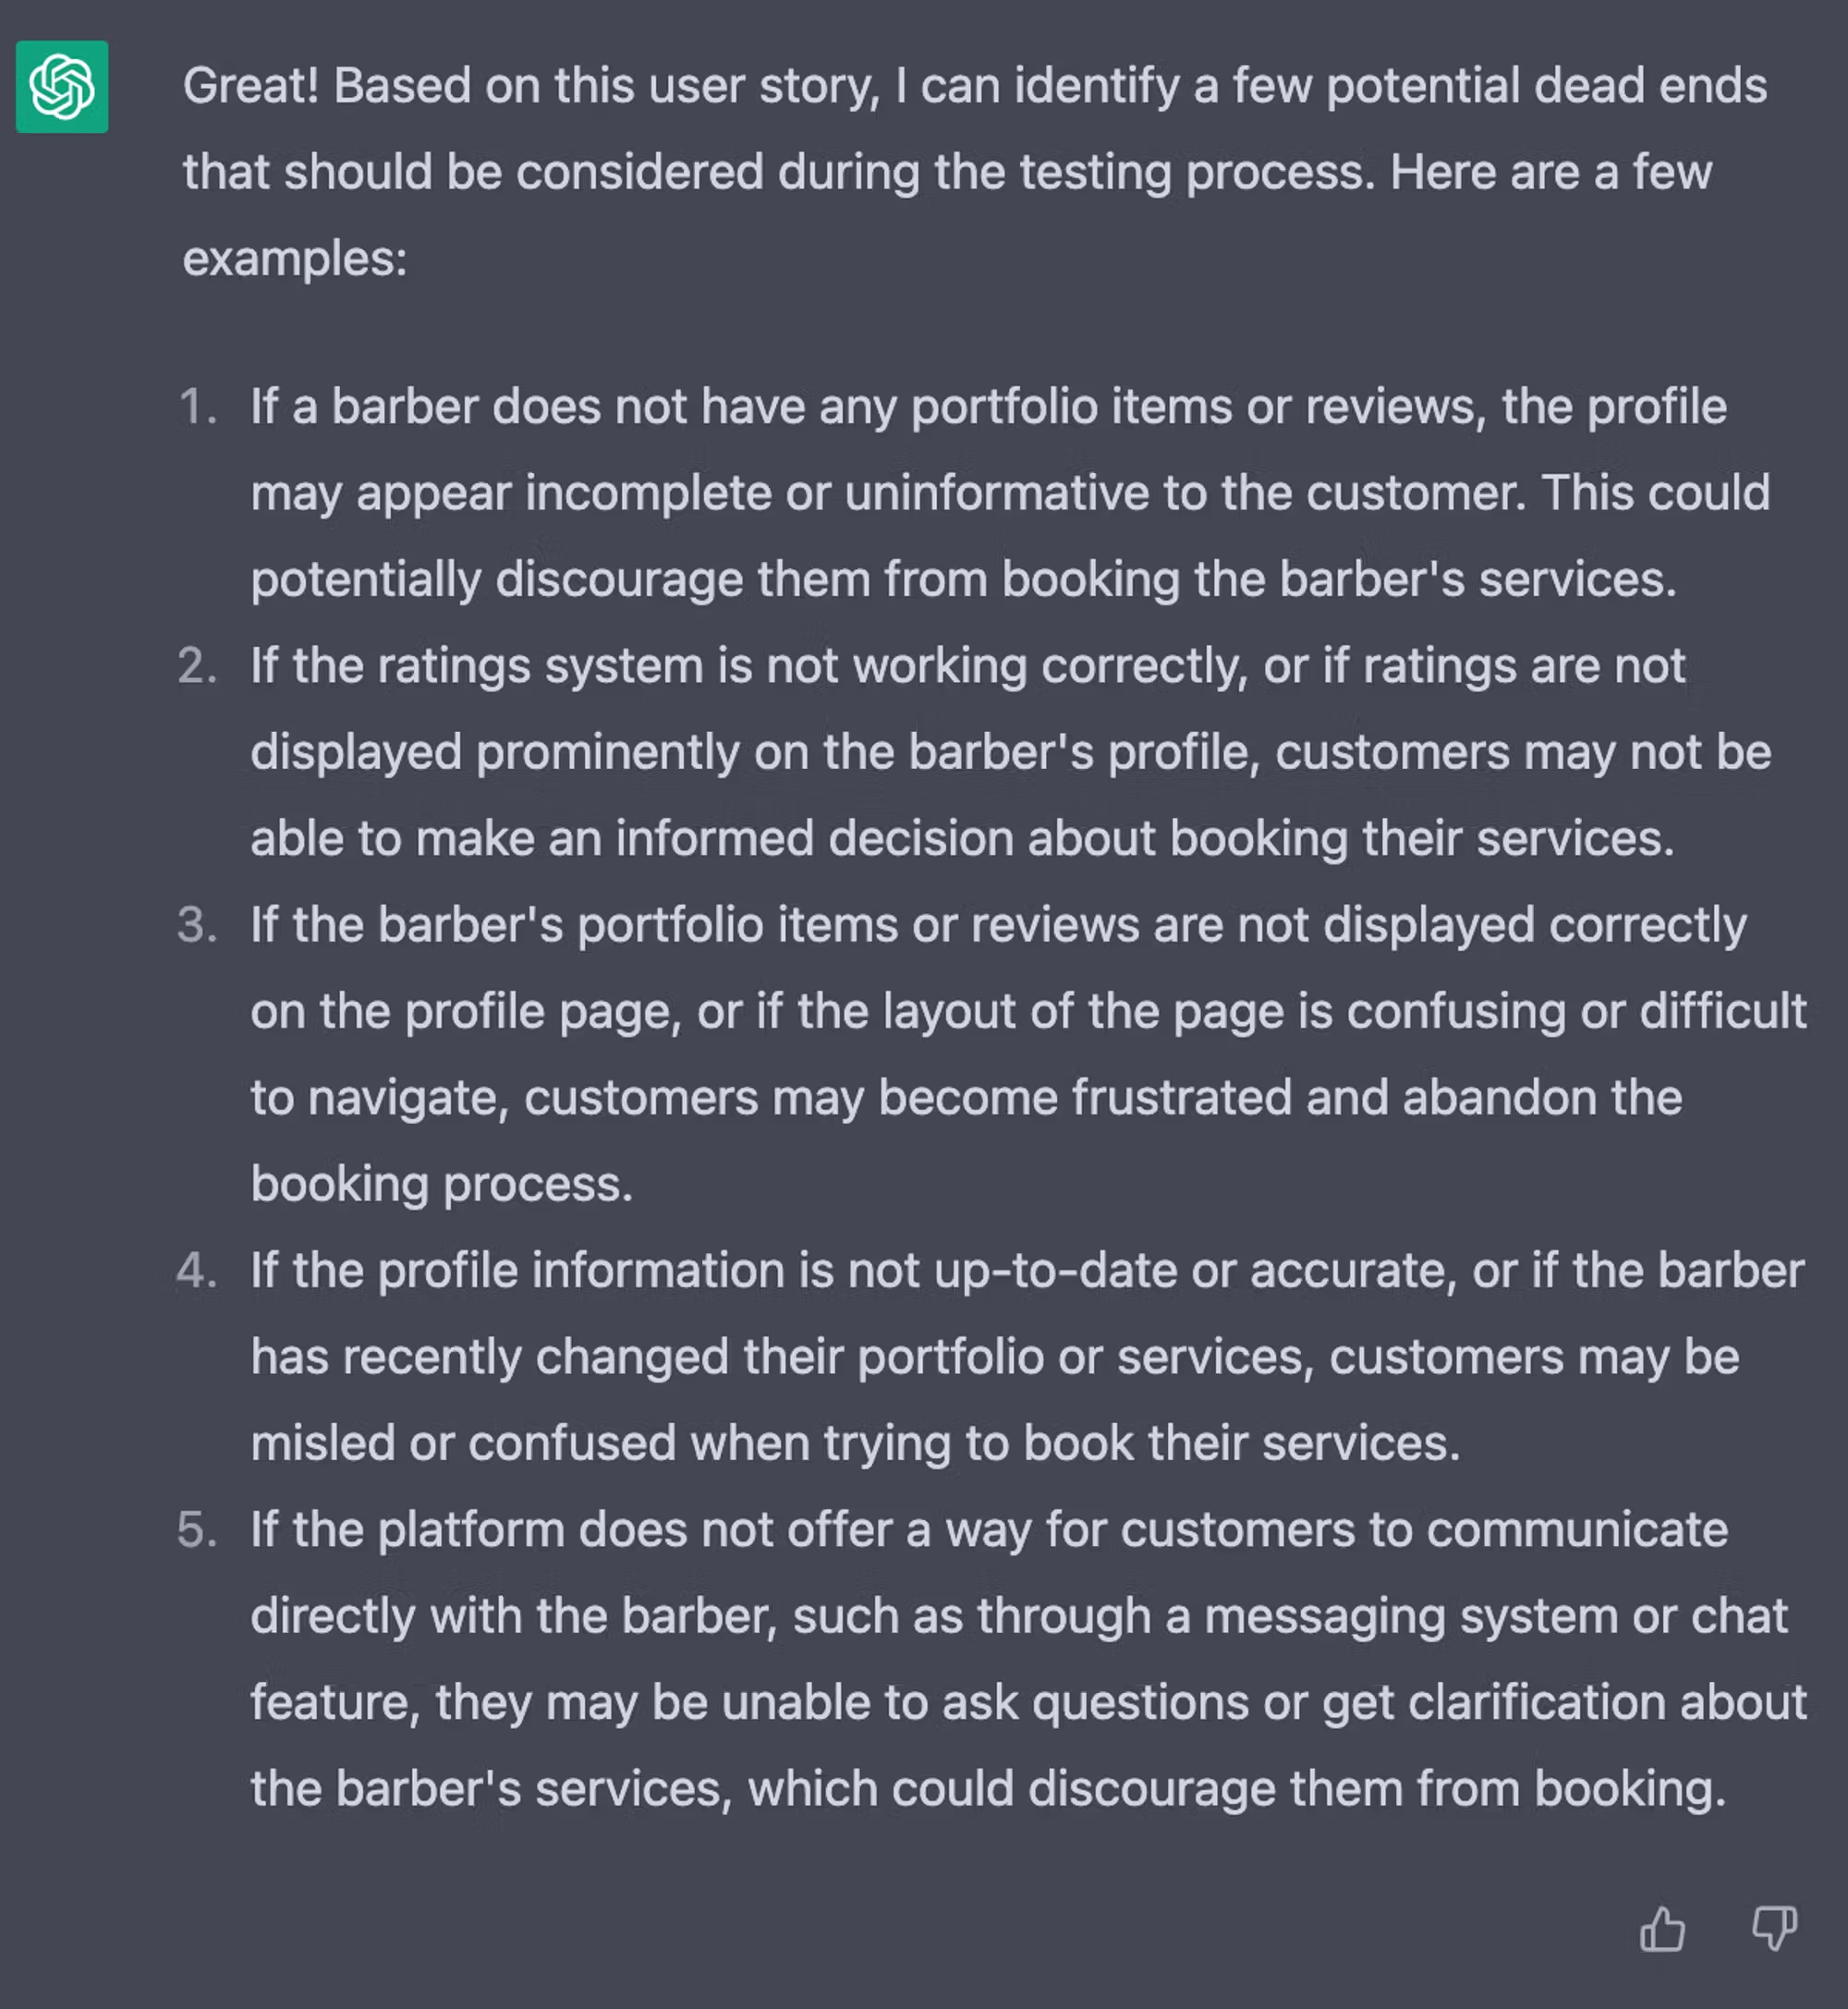 Great! Based on this user story, I can identify a few potential dead ends
that should be considered during the testing process. Here are a few
examples:
1. If a barber does not have any portfolio items or reviews, the profile
may appear incomplete or uninformative to the customer. This could
potentially discourage them from booking the barber's services.
2. If the ratings system is not working correctly, or if ratings are not
displayed prominently on the barber's profile, customers may not be
able to make an informed decision about booking their services.
3. If the barber's portfolio items or reviews are not displayed correctly
on the profile page, or if the layout of the page is confusing or difficult
to navigate, customers may become frustrated and abandon the
booking process.
4. If the profile information is not up-to-date or accurate, or if the barber
has recently changed their portfolio or services, customers may be
misled or confused when trying to book their services.
5. If the platform does not offer a way for customers to communicate
directly with the barber, such as through a messaging system or chat
feature, they may be unable to ask questions or get clarification about
the barber's services, which could discourage them from booking.